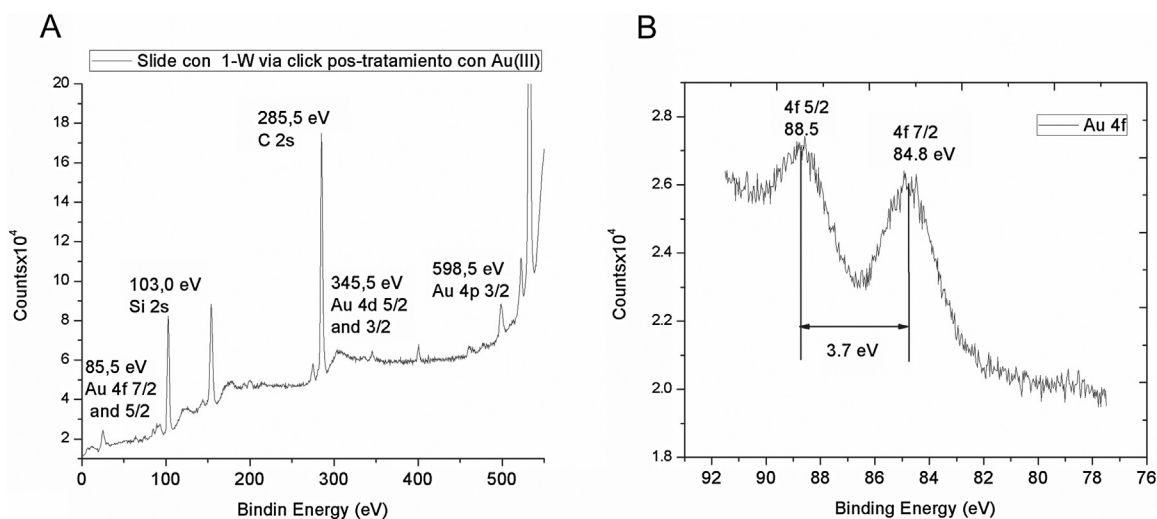 A
Slide con 1-W via click pos-tratamiento con Au(III)
20
18
16
14
12
10
8
6
4
2
Countsx10⁴
285,5 eV
C 2s
103,0 eV
Si 2s
345,5 eV
Au 4d 5/2
and 3/2
598,5 eV
Au 4p 3/2
85,5 eV
Au 4f 7/2
and 5/2
0 100 200 300 400 500
Bindin Energy (eV)
B
Au 4f
2.8
2.6
2.4
2.2
2.0
1.8
Countsx10⁴
4f 5/2
88.5
4f 7/2
84.8 eV
3.7 eV
92 88 84 80 76
Binding Energy (eV)